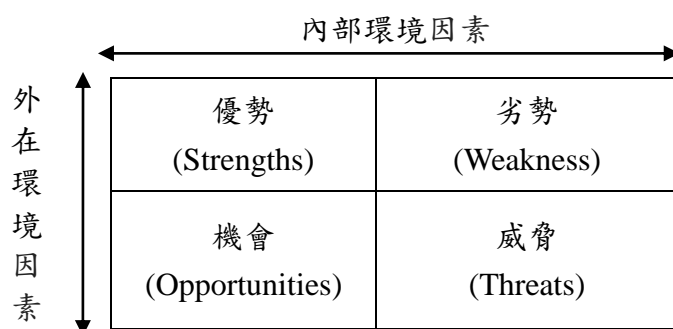 內部環境因素
外在環境因素
優勢
(Strengths)
劣勢
(Weakness)
機會
(Opportunities)
威脅
(Threats)